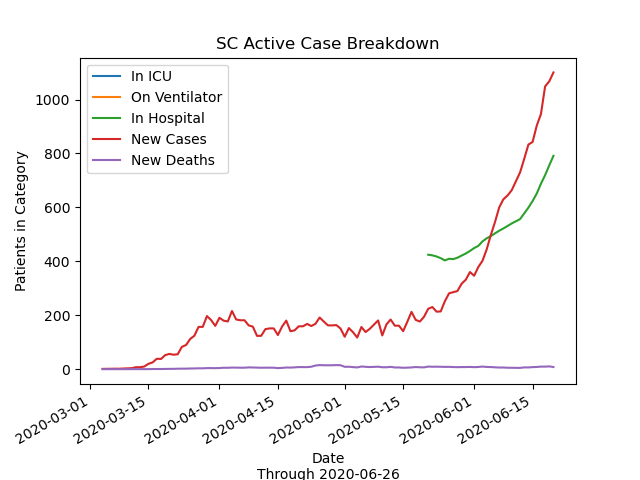 SC Active Case Breakdown
In ICU
On Ventilator
In Hospital
New Cases
New Deaths
Patients in Category
1000
800
600
400
200
0
2020-03-01
2020-03-15
2020-04-01
2020-04-15
2020-05-01
2020-05-15
2020-06-01
2020-06-15
Date
Through 2020-06-26